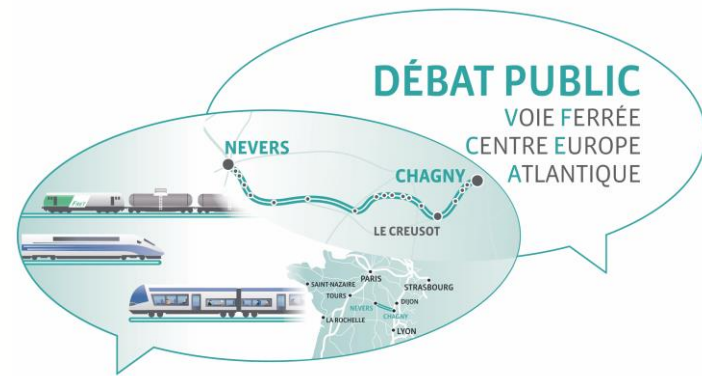 DÉBAT PUBLIC
VOIE FERRÉE
CENTRE EUROPE
ATLANTIQUE
NEVERS
CHAGNY
LE CREUSOT
Fret
PARIS
STRASBOURG
SAINT-NAZAIRE
TOURS
DIJON
NEVERS
CHAGNY
LA ROCHELLE
LYON